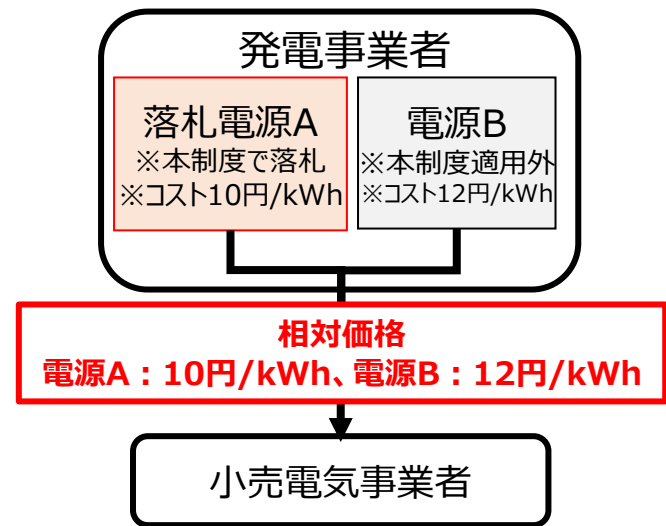 発電事業者
落札電源A
※本制度で落札
※コスト10円/kWh
電源B
※本制度適用外
※コスト12円/kWh
相対価格
電源A：10円/kWh、電源B：12円/kWh
小売電気事業者